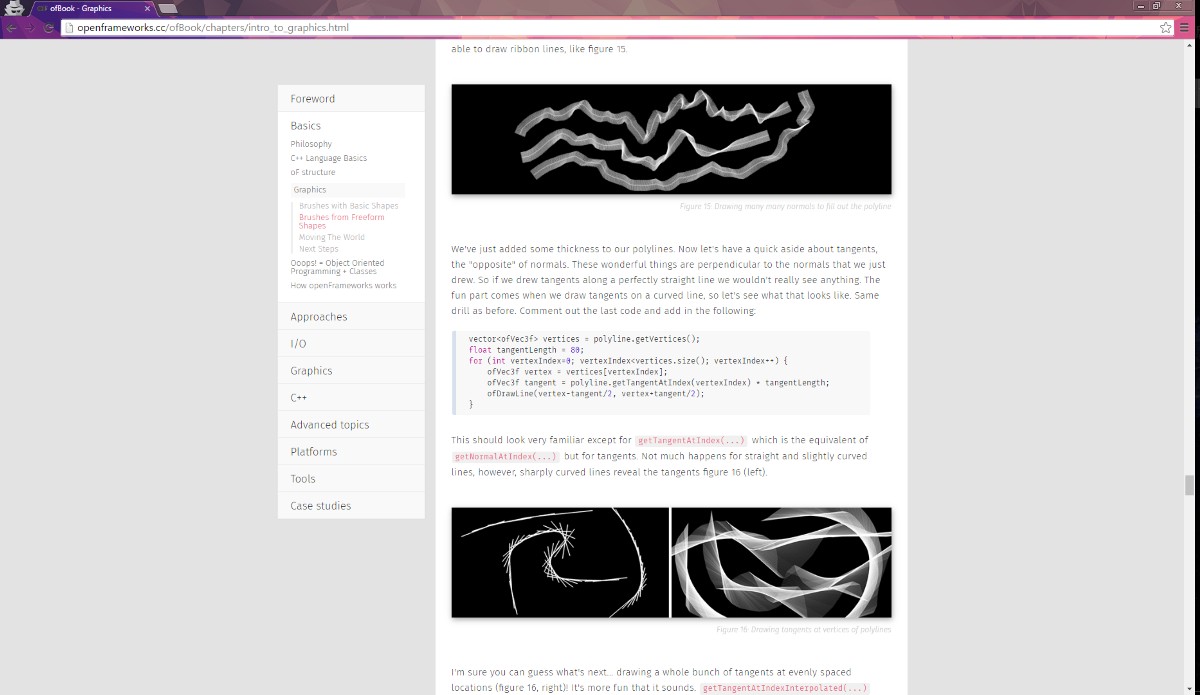 ofBook - Graphics
openframeworks.cc/ofBook/chapters/intro_to_graphics.html
Foreword
Basics
Philosophy
C++ Language Basics
oF structure
Graphics
Brushes with Basic Shapes
Brushes from Freeform
Shapes
Moving The World
Next Steps
Ooops! = Object Oriented
Programming + Classes
How openFrameworks works
Approaches
I/O
Graphics
C++
Advanced topics
Platforms
Tools
Case studies
able to draw ribbon lines, like figure 15.
Figure 15: Drawing many many normals to fill out the polyline
We've just added some thickness to our polylines. Now let's have a quick aside about tangents,
the "opposite" of normals. These wonderful things are perpendicular to the normals that we just
drew. So if we drew tangents along a perfectly straight line we wouldn't really see anything. The
fun part comes when we draw tangents on a curved line, so let's see what that looks like. Same
drill as before. Comment out the last code and add in the following:
vector<ofVec3f> vertices = polyline.getVertices();
float tangentLength = 80;
for (int vertexIndex=0; vertexIndex<vertices.size(); vertexIndex++) {
ofVec3f vertex = vertices[vertexIndex];
ofVec3f tangent = polyline.getTangentAtIndex(vertexIndex) * tangentLength;
ofDrawLine(vertex-tangent/2, vertex+tangent/2);
}
This should look very familiar except for getTangentAtIndex(...) which is the equivalent of
getNormalAtIndex(...) but for tangents. Not much happens for straight and slightly curved
lines, however, sharply curved lines reveal the tangents figure 16 (left).
Figure 16: Drawing tangents at vertices of polylines
I'm sure you can guess what's next... drawing a whole bunch of tangents at evenly spaced
locations (figure 16, right)! It's more fun that it sounds. getTangentAtIndexInterpolated(...)